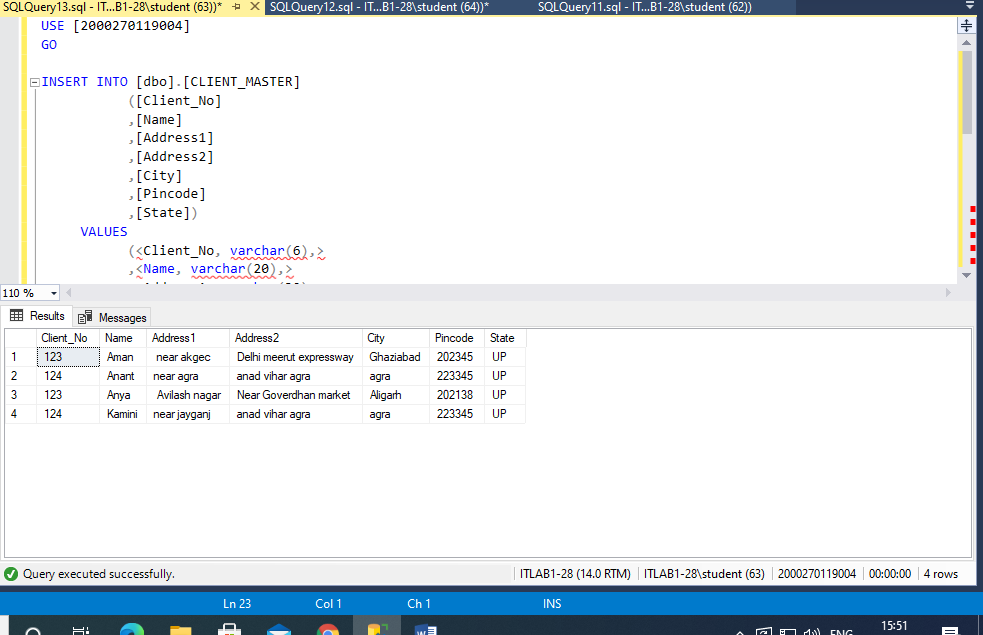 SQLQuery13.sql - IT...B1-28\student (63))* SQLQuery12.sql - IT...B1-28\student (64))* SQLQuery11.sql - IT...B1-28\student (62))
USE [2000270119004]
GO
INSERT INTO [dbo].[CLIENT_MASTER]
([Client_No]
,[Name]
,[Address1]
,[Address2]
,[City]
,[Pincode]
,[State])
VALUES
(<Client_No, varchar(6),>
,<Name, varchar(20),>
110 %
Results Messages
Client_No Name Address1 Address2 City Pincode State
1 123 Aman near akgec Delhi meerut expressway Ghaziabad 202345 UP
2 124 Anant near agra anad vihar agra agra 223345 UP
3 123 Anya Avilash nagar Near Goverdhan market Aligarh 202138 UP
4 124 Kamini near jayganj anad vihar agra agra 223345 UP
Query executed successfully. ITLAB1-28 (14.0 RTM) ITLAB1-28\student (63) 2000270119004 00:00:00 4 rows
Ln 23 Col 1 Ch 1 INS
ENG 15:51